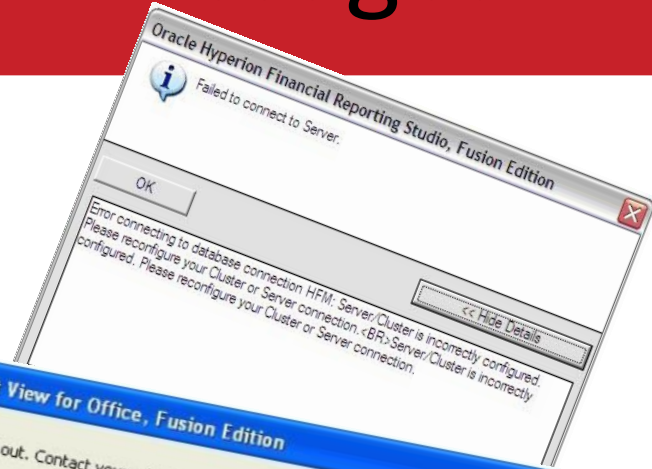 Oracle Hyperion Financial Reporting Studio, Fusion Edition
Failed to connect to Server.
OK
<< Hide Details
Error connecting to database connection HFM: Server/Cluster is incorrectly configured.
Please reconfigure your Cluster or Server connection.<BR>Server/Cluster is incorrectly
configured. Please reconfigure your Cluster or Server connection.
View for Office, Fusion Edition
out. Contact